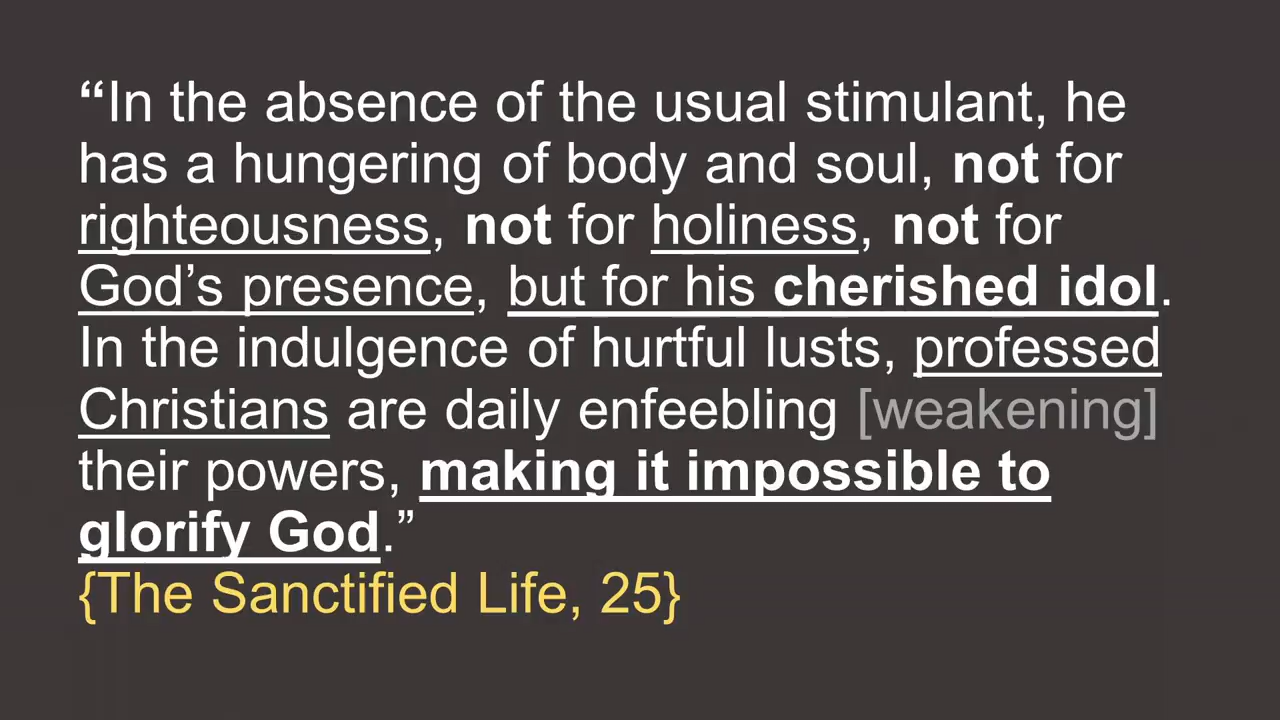 “In the absence of the usual stimulant, he
has a hungering of body and soul, not for
righteousness, not for holiness, not for
God’s presence, but for his cherished idol.
In the indulgence of hurtful lusts, professed
Christians are daily enfeebling [weakening]
their powers, making it impossible to
glorify God.”
{The Sanctified Life, 25}